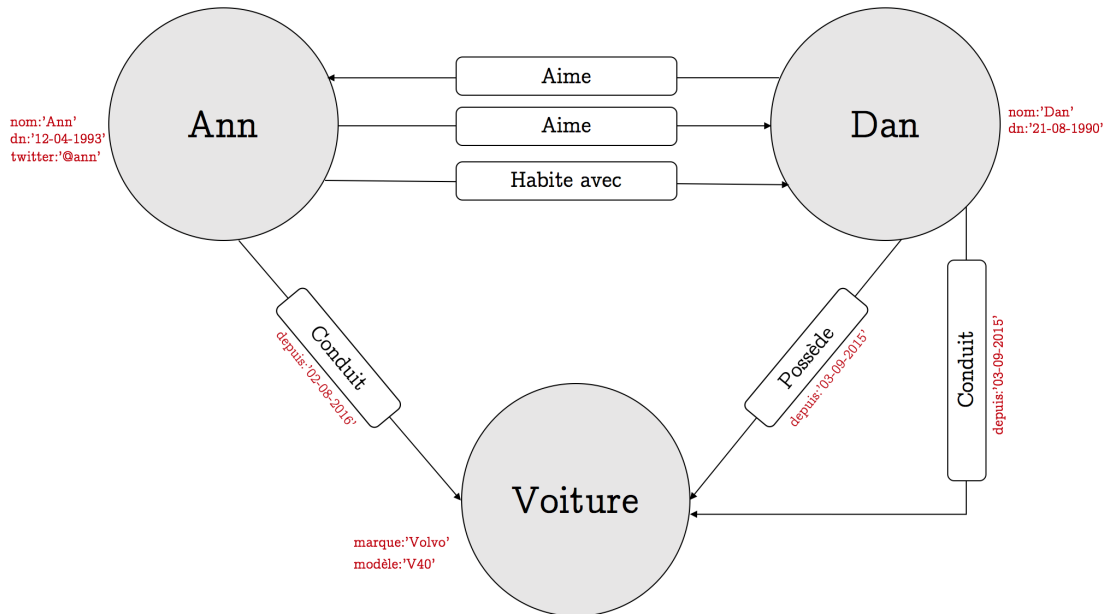 Aime
Ann
Aime
Dan
nom:'Ann'
dn:'12-04-1993'
twitter:'@ann'
nom:'Dan'
dn:'21-08-1990'
Habite avec
Conduit
depuis:'02-08-2016'
Possède
depuis:'03-09-2015'
Conduit
depuis:'03-09-2015'
Voiture
marque:'Volvo'
modèle:'V40'